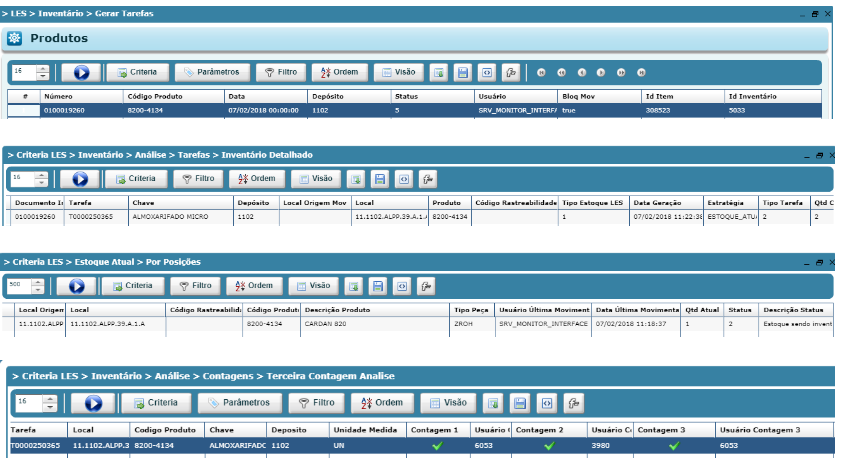 > LES > Inventário > Gerar Tarefas
Produtos
16 Criteria Parâmetros Filtro Ordem Visão
# Número Código Produto Data Depósito Status Usuário Bloq Mov Id Item Id Inventário
0100019260 8200-4134 07/02/2018 00:00:00 1102 5 SRV_MONITOR_INTERF true 308523 5033
> Criteria LES > Inventário > Análise > Tarefas > Inventário Detalhado
16 Criteria Filtro Ordem Visão
Documento Tarefa Chave Depósito Local Origem Mov Local Produto Código Rastreabilidade Tipo Estoque LES Data Geração Estratégia Tipo Tarefa Qtd C
0100019260 T0000250365 ALMOXARIFADO MICRO 1102 11.1102.ALPP.39.A.1. 8200-4134 1 07/02/2018 11:22:38 ESTOQUE_ATU 2 2
> Criteria LES > Estoque Atual > Por Posições
500 Criteria Filtro Ordem Visão
Local Origem Local Código Rastreabilid Código Produt Descrição Produto Tipo Peça Usuário Última Moviment Data Última Movimenta Qtd Atual Status Descrição Status
11.1102.ALPP 11.1102.ALPP.39.A.1.A 8200-4134 CARDAN 820 ZROH SRV_MONITOR_INTERFACE 07/02/2018 11:18:37 1 2 Estoque sendo invent
> Criteria LES > Inventário > Análise > Contagens > Terceira Contagem Analise
16 Criteria Parâmetros Filtro Ordem Visão
Tarefa Local Codigo Produto Chave Deposito Unidade Medida Contagem 1 Usuário Contagem 2 Usuário C Contagem 3 Usuário Contagem 3
T0000250365 11.1102.ALPP.3 8200-4134 ALMOXARIFADC 1102 UN 6053 3980 6053